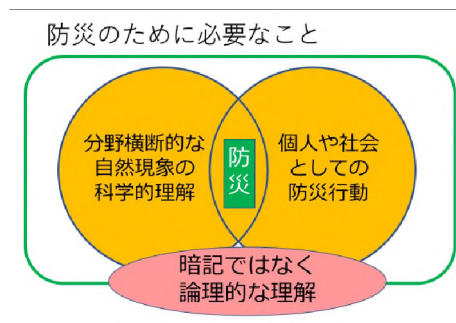 防災のために必要なこと
分野横断的な
自然現象の
科学的理解
防
災
個人や社会
としての
防災行動
暗記ではなく
論理的な理解